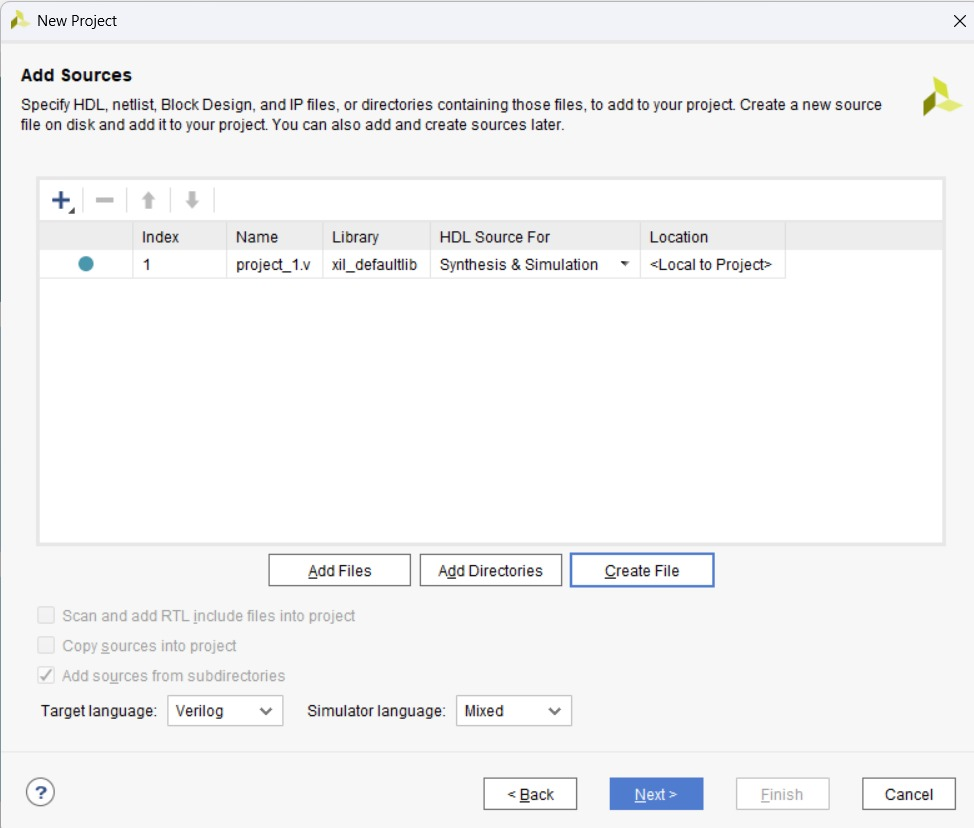 New Project
Add Sources
Specify HDL, netlist, Block Design, and IP files, or directories containing those files, to add to your project. Create a new source
file on disk and add it to your project. You can also add and create sources later.
Index Name Library HDL Source For Location
1 project_1.v xil_defaultlib Synthesis & Simulation <Local to Project>
Add Files Add Directories Create File
Scan and add RTL include files into project
Copy sources into project
Add sources from subdirectories
Target language: Verilog Simulator language: Mixed
? < Back Next > Finish Cancel